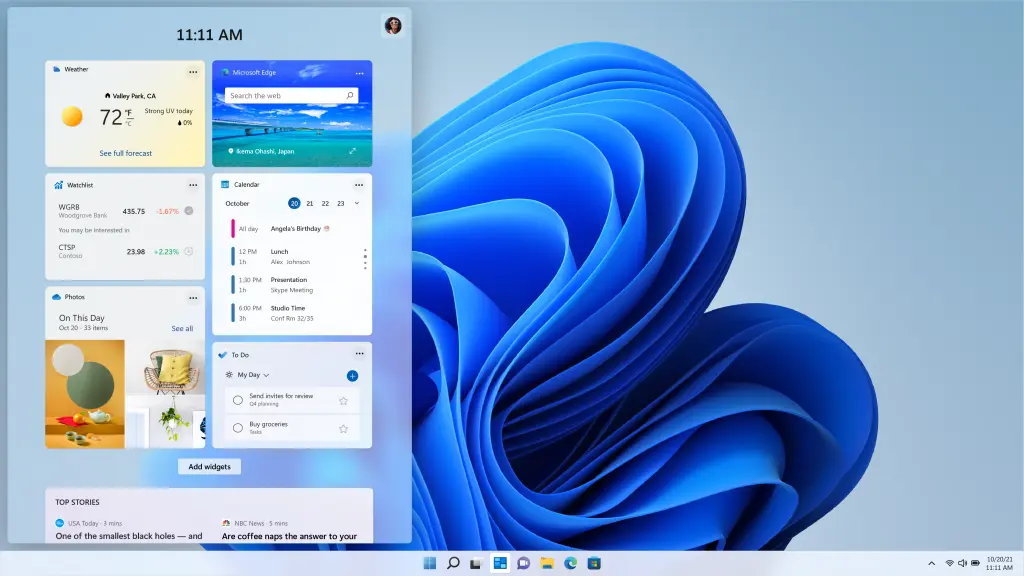 11:11 AM
Weather
Valley Park, CA
72 °F
°C
Strong UV today
0%
See full forecast
Microsoft Edge
Search the web
Ikema Ohashi, Japan
Watchlist
WGRB
Woodgrove Bank
435.75
-1.67%
You may be interested in
CTSP
Contoso
23.98
+2.23%
Calendar
October
20 21 22 23
All day Angela's Birthday
12 PM Lunch
1h Alex Johnson
1:30 PM Presentation
1h Skype Meeting
6:00 PM Studio Time
3h Conf Rm 32/35
Photos
On This Day
Oct 20 · 33 items
See all
To Do
My Day
Send invites for review
Q4 planning
Buy groceries
Tasks
Add widgets
TOP STORIES
USA Today · 3 mins
One of the smallest black holes — and
NBC News · 5 mins
Are coffee naps the answer to your
10/20/21
11:11 AM